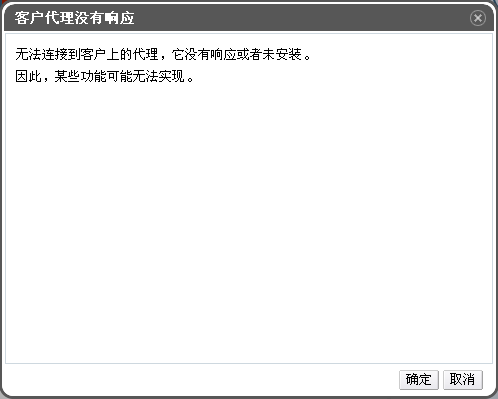 客户代理没有响应
无法连接到客户上的代理，它没有响应或者未安装。
因此，某些功能可能无法实现。
确定 取消